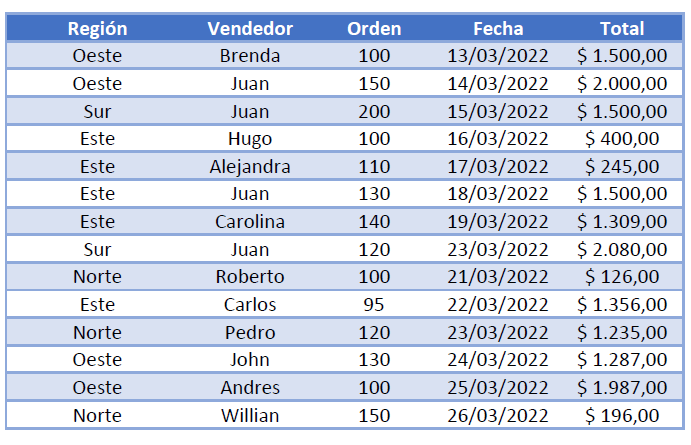 Región Vendedor Orden Fecha Total
Oeste Brenda 100 13/03/2022 $ 1.500,00
Oeste Juan 150 14/03/2022 $ 2.000,00
Sur Juan 200 15/03/2022 $ 1.500,00
Este Hugo 100 16/03/2022 $ 400,00
Este Alejandra 110 17/03/2022 $ 245,00
Este Juan 130 18/03/2022 $ 1.500,00
Este Carolina 140 19/03/2022 $ 1.309,00
Sur Juan 120 23/03/2022 $ 2.080,00
Norte Roberto 100 21/03/2022 $ 126,00
Este Carlos 95 22/03/2022 $ 1.356,00
Norte Pedro 120 23/03/2022 $ 1.235,00
Oeste John 130 24/03/2022 $ 1.287,00
Oeste Andres 100 25/03/2022 $ 1.987,00
Norte Willian 150 26/03/2022 $ 196,00